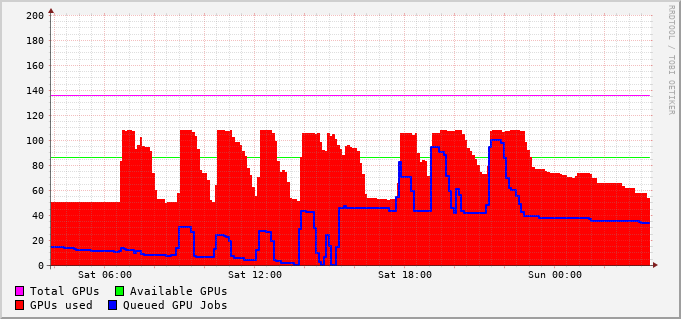 200
180
160
140
120
100
80
60
40
20
0
Sat 06:00 Sat 12:00 Sat 18:00 Sun 00:00
Total GPUs Available GPUs
GPUs used Queued GPU Jobs
RRDTOOL / TOBI OETIKER